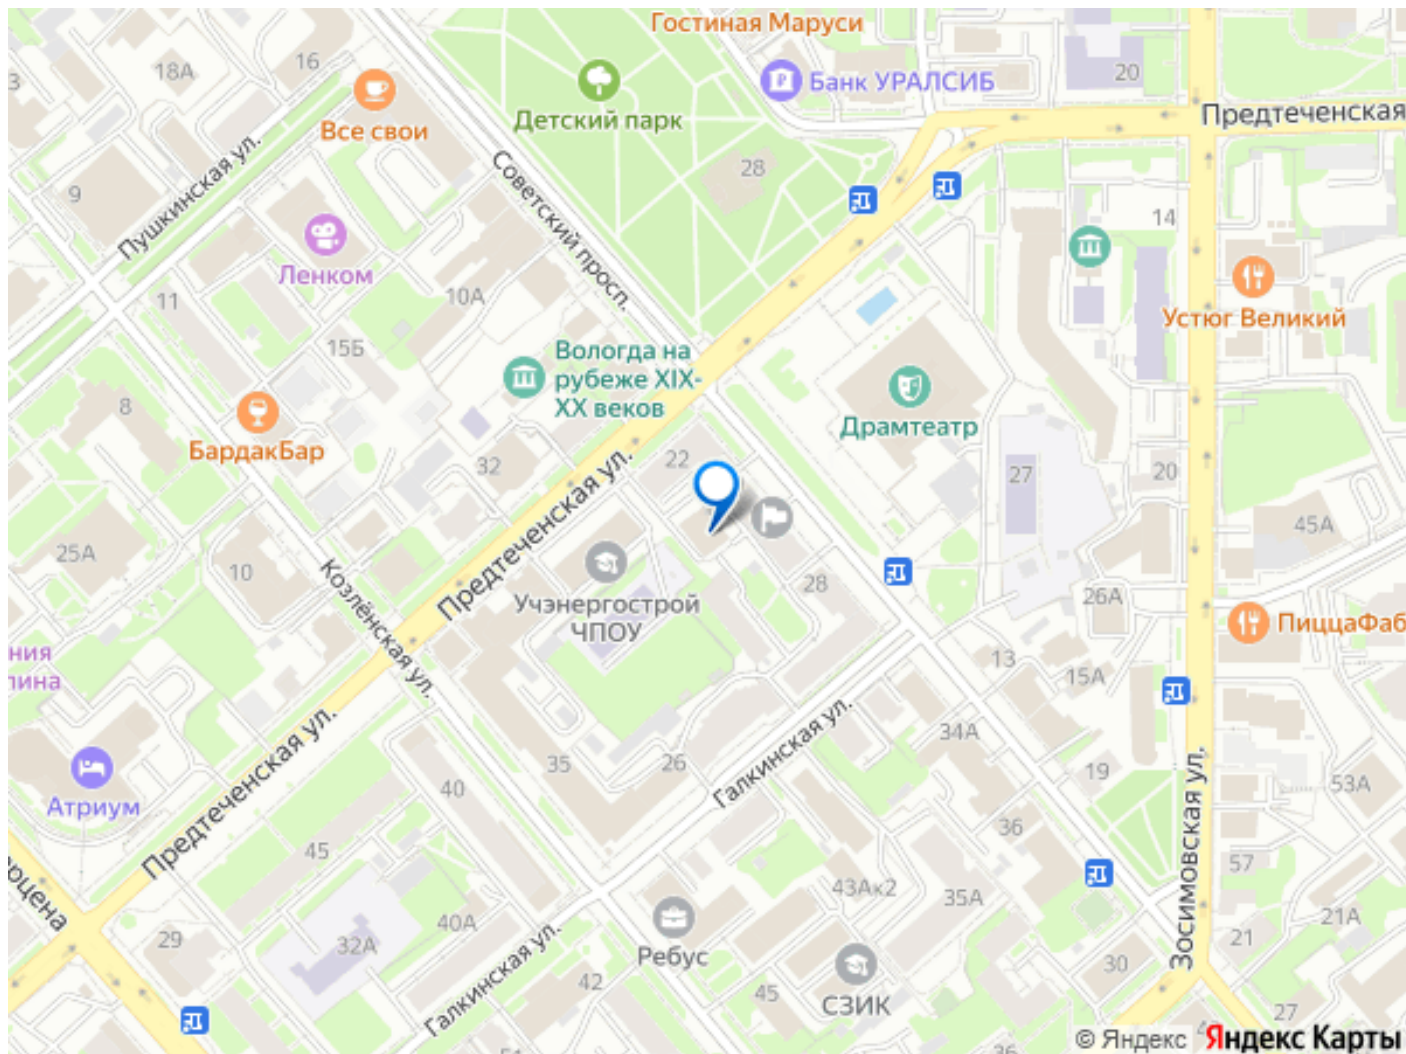 Гостиная Маруси
16
18А
3
20
Банк УРАЛСИБ
Предтеченская
Детский парк
Все свои
Советский просп.
28
Пушкинская ул.
9
14
Ленком
10А
11
Устюг Великий
15Б
Вологда на
рубеже XIX-
XX веков
8
Драмтеатр
БардакБар
32
22
27
20
Предтеченская ул.
45А
25А
10
Козлёнская ул.
28
26А
Учэнергострой
ЧПОУ
ПиццаФаб
ния
лина
13
15А
Галкинская ул.
34А
35
26
19
Зосимовская ул.
53А
Атриум
40
Предтеченская ул.
36
45
57
43Ак2
35А
рцена
21А
40А
29
32А
Ребус
21
Галкинская ул.
30
42
45
СЗИК
27
36
51
© Яндекс
Яндекс Карты